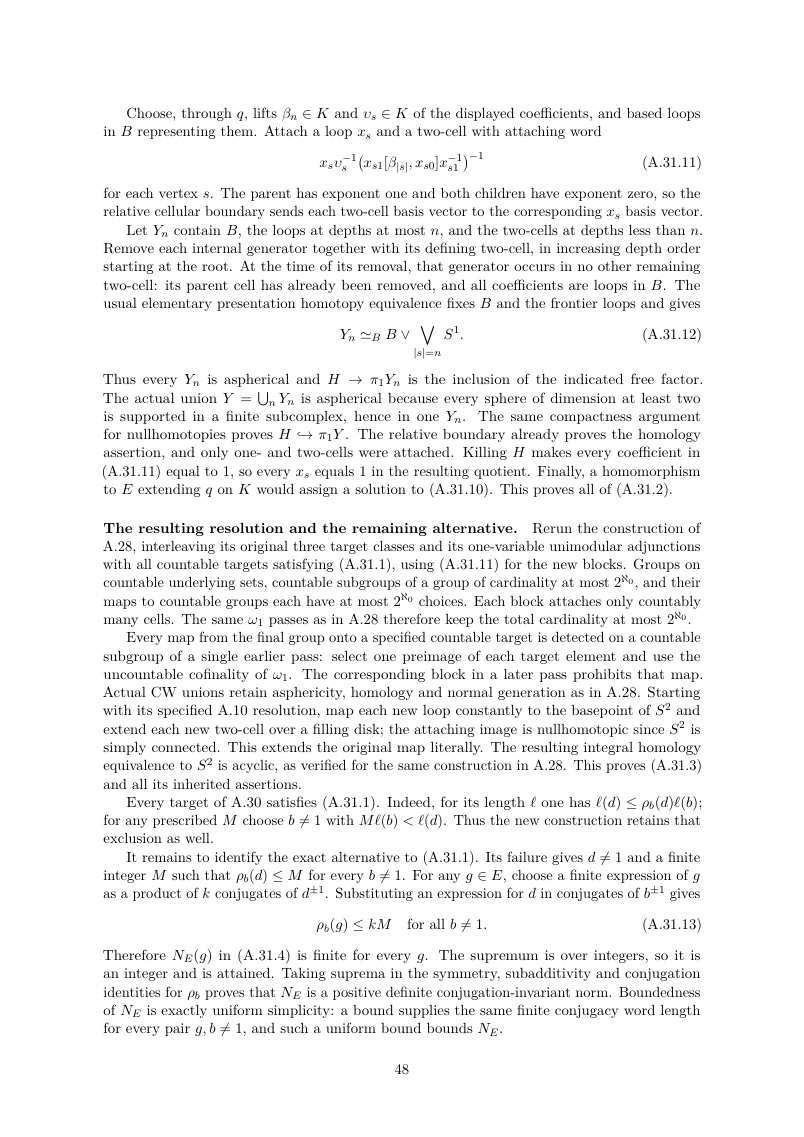 Choose, through q, lifts βₙ ∈ K and υₛ ∈ K of the displayed coefficients, and based loops
in B representing them. Attach a loop xₛ and a two-cell with attaching word
xₛυₛ⁻¹(xₛ₁[β_{|s|}, xₛ₀]xₛ₁⁻¹)⁻¹ (A.31.11)
for each vertex s. The parent has exponent one and both children have exponent zero, so the
relative cellular boundary sends each two-cell basis vector to the corresponding xₛ basis vector.
Let Yₙ contain B, the loops at depths at most n, and the two-cells at depths less than n.
Remove each internal generator together with its defining two-cell, in increasing depth order
starting at the root. At the time of its removal, that generator occurs in no other remaining
two-cell: its parent cell has already been removed, and all coefficients are loops in B. The
usual elementary presentation homotopy equivalence fixes B and the frontier loops and gives
Yₙ ≃_B B ∨ ⋁_{|s|=n} S¹. (A.31.12)
Thus every Yₙ is aspherical and H → π₁Yₙ is the inclusion of the indicated free factor.
The actual union Y = ⋃ₙ Yₙ is aspherical because every sphere of dimension at least two
is supported in a finite subcomplex, hence in one Yₙ. The same compactness argument
for nullhomotopies proves H ↪ π₁Y. The relative boundary already proves the homology
assertion, and only one- and two-cells were attached. Killing H makes every coefficient in
(A.31.11) equal to 1, so every xₛ equals 1 in the resulting quotient. Finally, a homomorphism
to E extending q on K would assign a solution to (A.31.10). This proves all of (A.31.2).
The resulting resolution and the remaining alternative. Rerun the construction of
A.28, interleaving its original three target classes and its one-variable unimodular adjunctions
with all countable targets satisfying (A.31.1), using (A.31.11) for the new blocks. Groups on
countable underlying sets, countable subgroups of a group of cardinality at most 2^{ℵ₀}, and their
maps to countable groups each have at most 2^{ℵ₀} choices. Each block attaches only countably
many cells. The same ω₁ passes as in A.28 therefore keep the total cardinality at most 2^{ℵ₀}.
Every map from the final group onto a specified countable target is detected on a countable
subgroup of a single earlier pass: select one preimage of each target element and use the
uncountable cofinality of ω₁. The corresponding block in a later pass prohibits that map.
Actual CW unions retain asphericity, homology and normal generation as in A.28. Starting
with its specified A.10 resolution, map each new loop constantly to the basepoint of S² and
extend each new two-cell over a filling disk; the attaching image is nullhomotopic since S² is
simply connected. This extends the original map literally. The resulting integral homology
equivalence to S² is acyclic, as verified for the same construction in A.28. This proves (A.31.3)
and all its inherited assertions.
Every target of A.30 satisfies (A.31.1). Indeed, for its length ℓ one has ℓ(d) ≤ ρ_b(d)ℓ(b);
for any prescribed M choose b ≠ 1 with Mℓ(b) < ℓ(d). Thus the new construction retains that
exclusion as well.
It remains to identify the exact alternative to (A.31.1). Its failure gives d ≠ 1 and a finite
integer M such that ρ_b(d) ≤ M for every b ≠ 1. For any g ∈ E, choose a finite expression of g
as a product of k conjugates of d^{±1}. Substituting an expression for d in conjugates of b^{±1} gives
ρ_b(g) ≤ kM for all b ≠ 1. (A.31.13)
Therefore N_E(g) in (A.31.4) is finite for every g. The supremum is over integers, so it is
an integer and is attained. Taking suprema in the symmetry, subadditivity and conjugation
identities for ρ_b proves that N_E is a positive definite conjugation-invariant norm. Boundedness
of N_E is exactly uniform simplicity: a bound supplies the same finite conjugacy word length
for every pair g, b ≠ 1, and such a uniform bound bounds N_E.
48